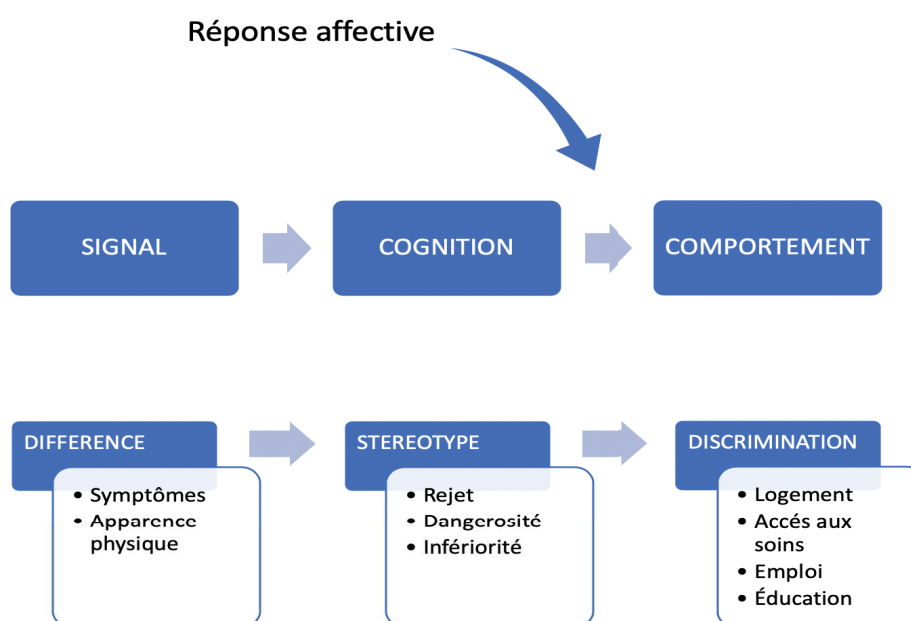 Réponse affective
SIGNAL
COGNITION
COMPORTEMENT
DIFFERENCE
• Symptômes
• Apparence
physique
STEREOTYPE
• Rejet
• Dangerosité
• Infériorité
DISCRIMINATION
• Logement
• Accés aux
soins
• Emploi
• Éducation